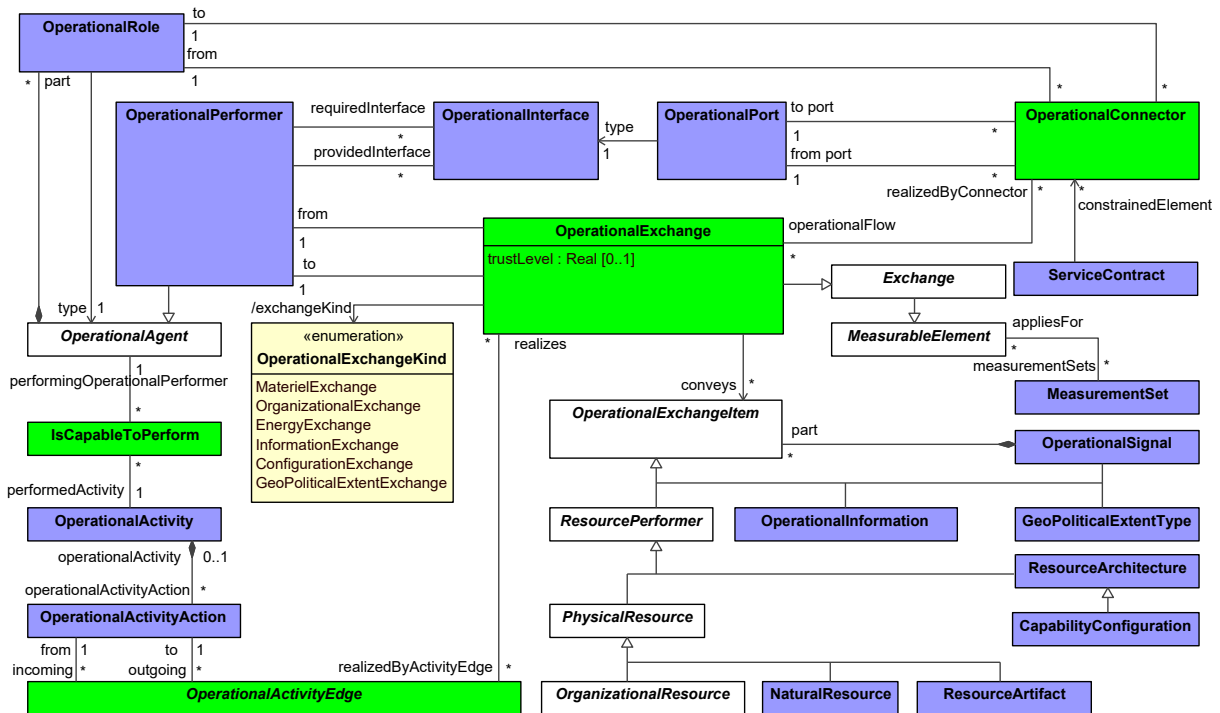 OperationalRole
to
1
from
1
*
*
*
part
OperationalPerformer
requiredInterface
*
providedInterface
*
OperationalInterface
type
1
OperationalPort
to port
1
*
from port
1
*
OperationalConnector
realizedByConnector
*
*
constrainedElement
operationalFlow
*
from
1
to
1
OperationalExchange
trustLevel : Real [0..1]
ServiceContract
Exchange
MeasurableElement
appliesFor
*
measurementSets
*
MeasurementSet
type
1
OperationalAgent
/exchangeKind
«enumeration»
OperationalExchangeKind
MaterielExchange
OrganizationalExchange
EnergyExchange
InformationExchange
ConfigurationExchange
GeoPoliticalExtentExchange
*
realizes
conveys
*
1
performingOperationalPerformer
*
IsCapableToPerform
*
performedActivity
1
OperationalExchangeItem
part
*
OperationalSignal
OperationalActivity
operationalActivity
0..1
operationalActivityAction
*
ResourcePerformer
OperationalInformation
GeoPoliticalExtentType
ResourceArchitecture
OperationalActivityAction
PhysicalResource
CapabilityConfiguration
from
1
to
1
incoming
*
outgoing
*
realizedByActivityEdge
*
OperationalActivityEdge
OrganizationalResource
NaturalResource
ResourceArtifact